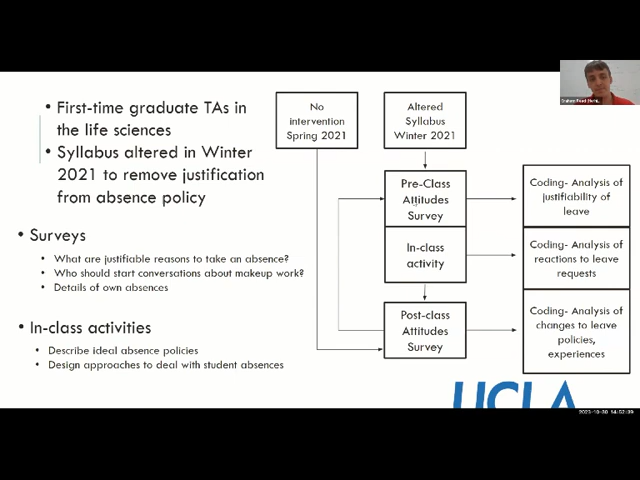 • First-time graduate TAs in
the life sciences
• Syllabus altered in Winter
2021 to remove justification
from absence policy
• Surveys
• What are justifiable reasons to take an absence?
• Who should start conversations about makeup work?
• Details of own absences
• In-class activities
• Describe ideal absence policies
• Design approaches to deal with student absences
No
intervention
Spring 2021
Altered
Syllabus
Winter 2021
Pre-Class
Attitudes
Survey
In-class
activity
Post-class
Attitudes
Survey
Coding- Analysis of
justifiability of
leave
Coding- Analysis of
reactions to leave
requests
Coding- Analysis of
changes to leave
policies,
experiences
UCLA